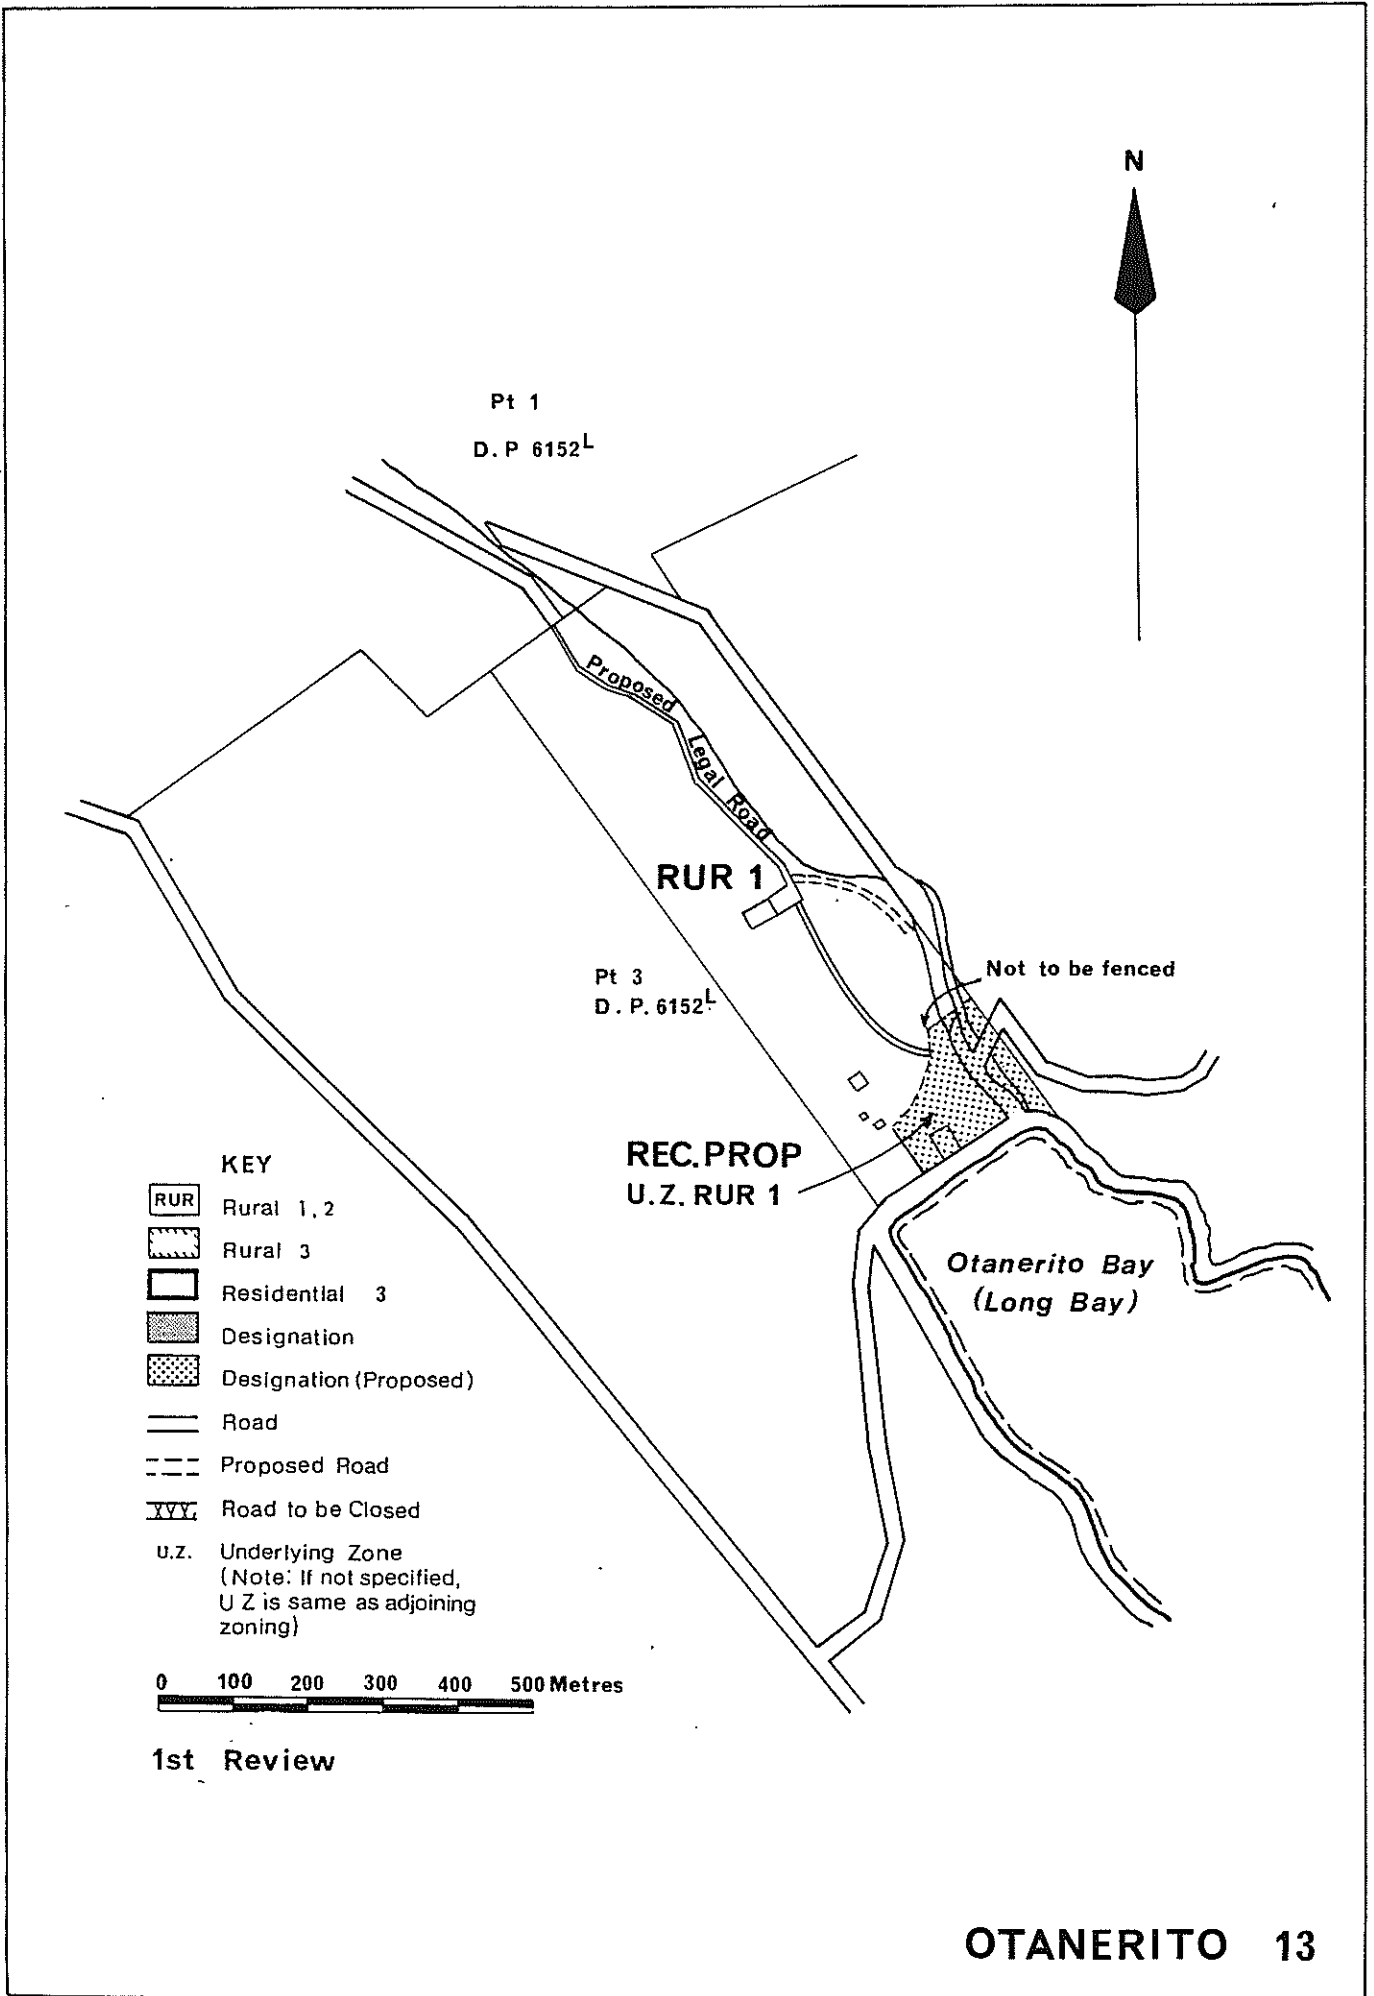 N
Pt 1
D. P 6152L
Proposed Legal Road
RUR 1
Not to be fenced
Pt 3
D. P. 6152L
REC.PROP
U.Z. RUR 1
Otanerito Bay
(Long Bay)
KEY
RUR Rural 1, 2
Rural 3
Residential 3
Designation
Designation (Proposed)
Road
Proposed Road
Road to be Closed
U.Z. Underlying Zone
(Note: If not specified,
U Z is same as adjoining
zoning)
0 100 200 300 400 500 Metres
1st Review
OTANERITO 13